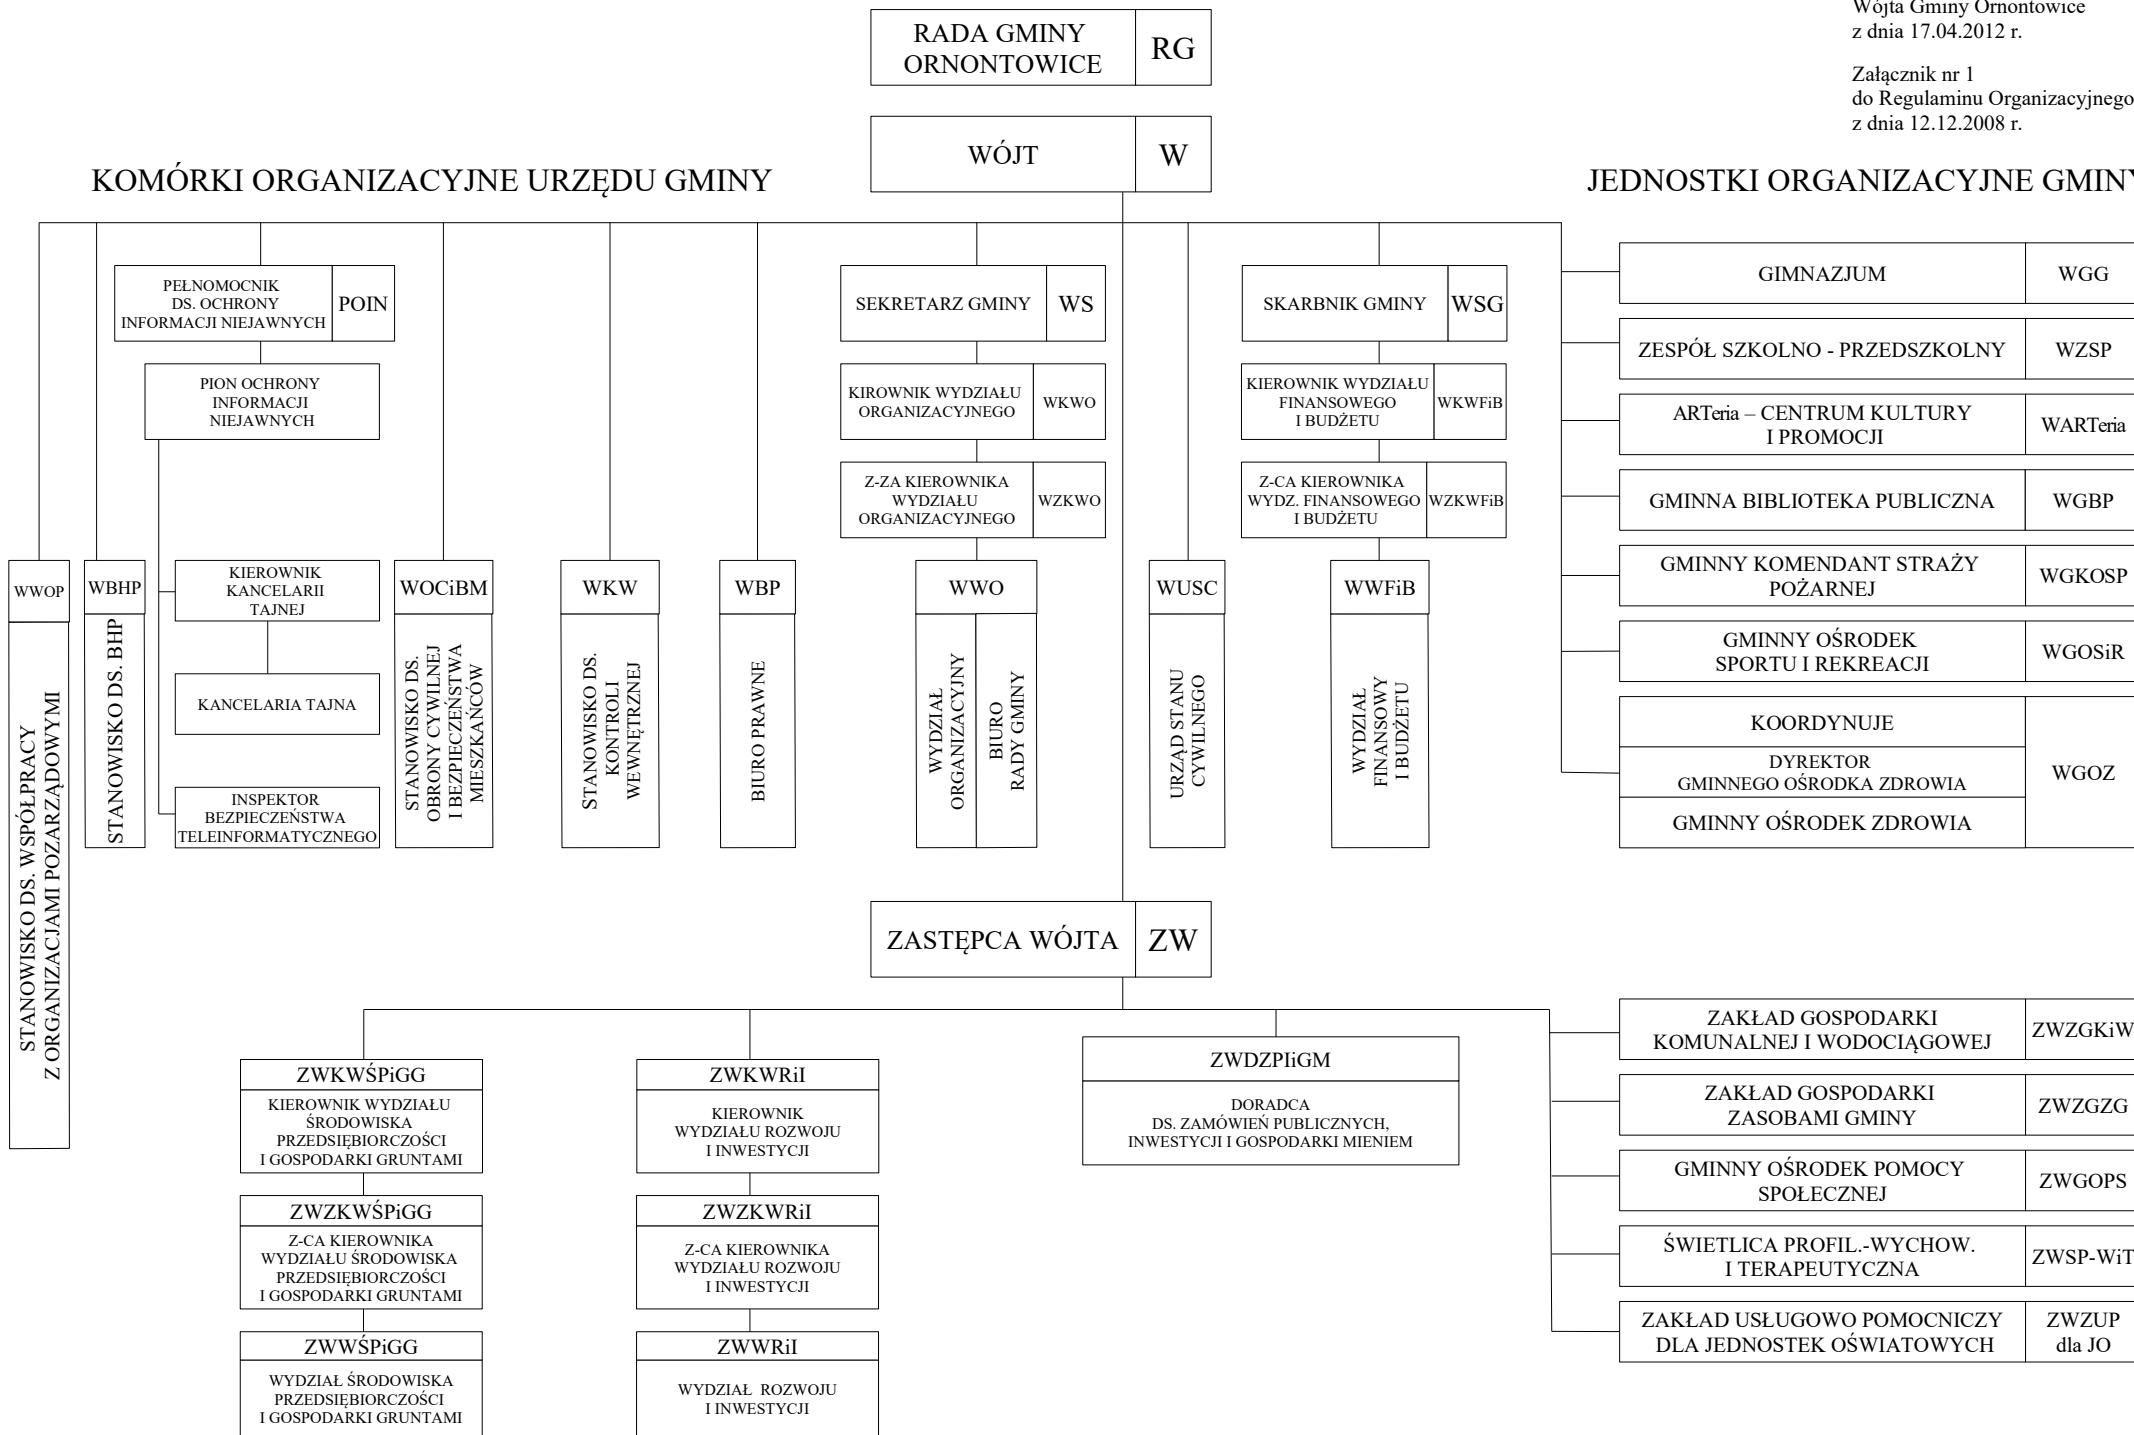 Wójta Gminy Ornontowice
z dnia 17.04.2012 r.
Załącznik nr 1
do Regulaminu Organizacyjnego
z dnia 12.12.2008 r.
RADA GMINY
ORNONTOWICE
RG
WÓJT
W
KOMÓRKI ORGANIZACYJNE URZĘDU GMINY
JEDNOSTKI ORGANIZACYJNE GMINY
PEŁNOMOCNIK
DS. OCHRONY
INFORMACJI NIEJAWNYCH
POIN
PION OCHRONY
INFORMACJI
NIEJAWNYCH
SEKRETARZ GMINY
WS
KIROWNIK WYDZIAŁU
ORGANIZACYJNEGO
WKWO
Z-ZA KIEROWNIKA
WYDZIAŁU
ORGANIZACYJNEGO
WZKWO
SKARBNIK GMINY
WSG
KIEROWNIK WYDZIAŁU
FINANSOWEGO
I BUDŻETU
WKWFiB
Z-CA KIEROWNIKA
WYDZ. FINANSOWEGO
I BUDŻETU
WZKWFiB
WWOP
STANOWISKO DS. WSPÓŁPRACY
Z ORGANIZACJAMI POZARZĄDOWYMI
WBHP
STANOWISKO DS. BHP
KIEROWNIK
KANCELARII
TAJNEJ
KANCELARIA TAJNA
INSPEKTOR
BEZPIECZEŃSTWA
TELEINFORMATYCZNEGO
WOCiBM
STANOWISKO DS.
OBRONY CYWILNEJ
I BEZPIECZEŃSTWA
MIESZKAŃCÓW
WKW
STANOWISKO DS.
KONTROLI
WEWNĘTRZNEJ
WBP
BIURO PRAWNE
WWO
WYDZIAŁ
ORGANIZACYJNY
BIURO
RADY GMINY
WUSC
URZĄD STANU
CYWILNEGO
WWFiB
WYDZIAŁ
FINANSOWY
I BUDŻETU
GIMNAZJUM
WGG
ZESPÓŁ SZKOLNO - PRZEDSZKOLNY
WZSP
ARTeria – CENTRUM KULTURY
I PROMOCJI
WARTeria
GMINNA BIBLIOTEKA PUBLICZNA
WGBP
GMINNY KOMENDANT STRAŻY
POŻARNEJ
WGKOSP
GMINNY OŚRODEK
SPORTU I REKREACJI
WGOSiR
KOORDYNUJE
DYREKTOR
GMINNEGO OŚRODKA ZDROWIA
GMINNY OŚRODEK ZDROWIA
WGOZ
ZASTĘPCA WÓJTA
ZW
ZWKWŚPiGG
KIEROWNIK WYDZIAŁU
ŚRODOWISKA
PRZEDSIĘBIORCZOŚCI
I GOSPODARKI GRUNTAMI
ZWZKWŚPiGG
Z-CA KIEROWNIKA
WYDZIAŁU ŚRODOWISKA
PRZEDSIĘBIORCZOŚCI
I GOSPODARKI GRUNTAMI
ZWWŚPiGG
WYDZIAŁ ŚRODOWISKA
PRZEDSIĘBIORCZOŚCI
I GOSPODARKI GRUNTAMI
ZWKWRiI
KIEROWNIK
WYDZIAŁU ROZWOJU
I INWESTYCJI
ZWZKWRiI
Z-CA KIEROWNIKA
WYDZIAŁU ROZWOJU
I INWESTYCJI
ZWWRiI
WYDZIAŁ ROZWOJU
I INWESTYCJI
ZWDZPIiGM
DORADCA
DS. ZAMÓWIEŃ PUBLICZNYCH,
INWESTYCJI I GOSPODARKI MIENIEM
ZAKŁAD GOSPODARKI
KOMUNALNEJ I WODOCIĄGOWEJ
ZWZGKiW
ZAKŁAD GOSPODARKI
ZASOBAMI GMINY
ZWZGZG
GMINNY OŚRODEK POMOCY
SPOŁECZNEJ
ZWGOPS
ŚWIETLICA PROFIL.-WYCHOW.
I TERAPEUTYCZNA
ZWSP-WiT
ZAKŁAD USŁUGOWO POMOCNICZY
DLA JEDNOSTEK OŚWIATOWYCH
ZWZUP
dla JO